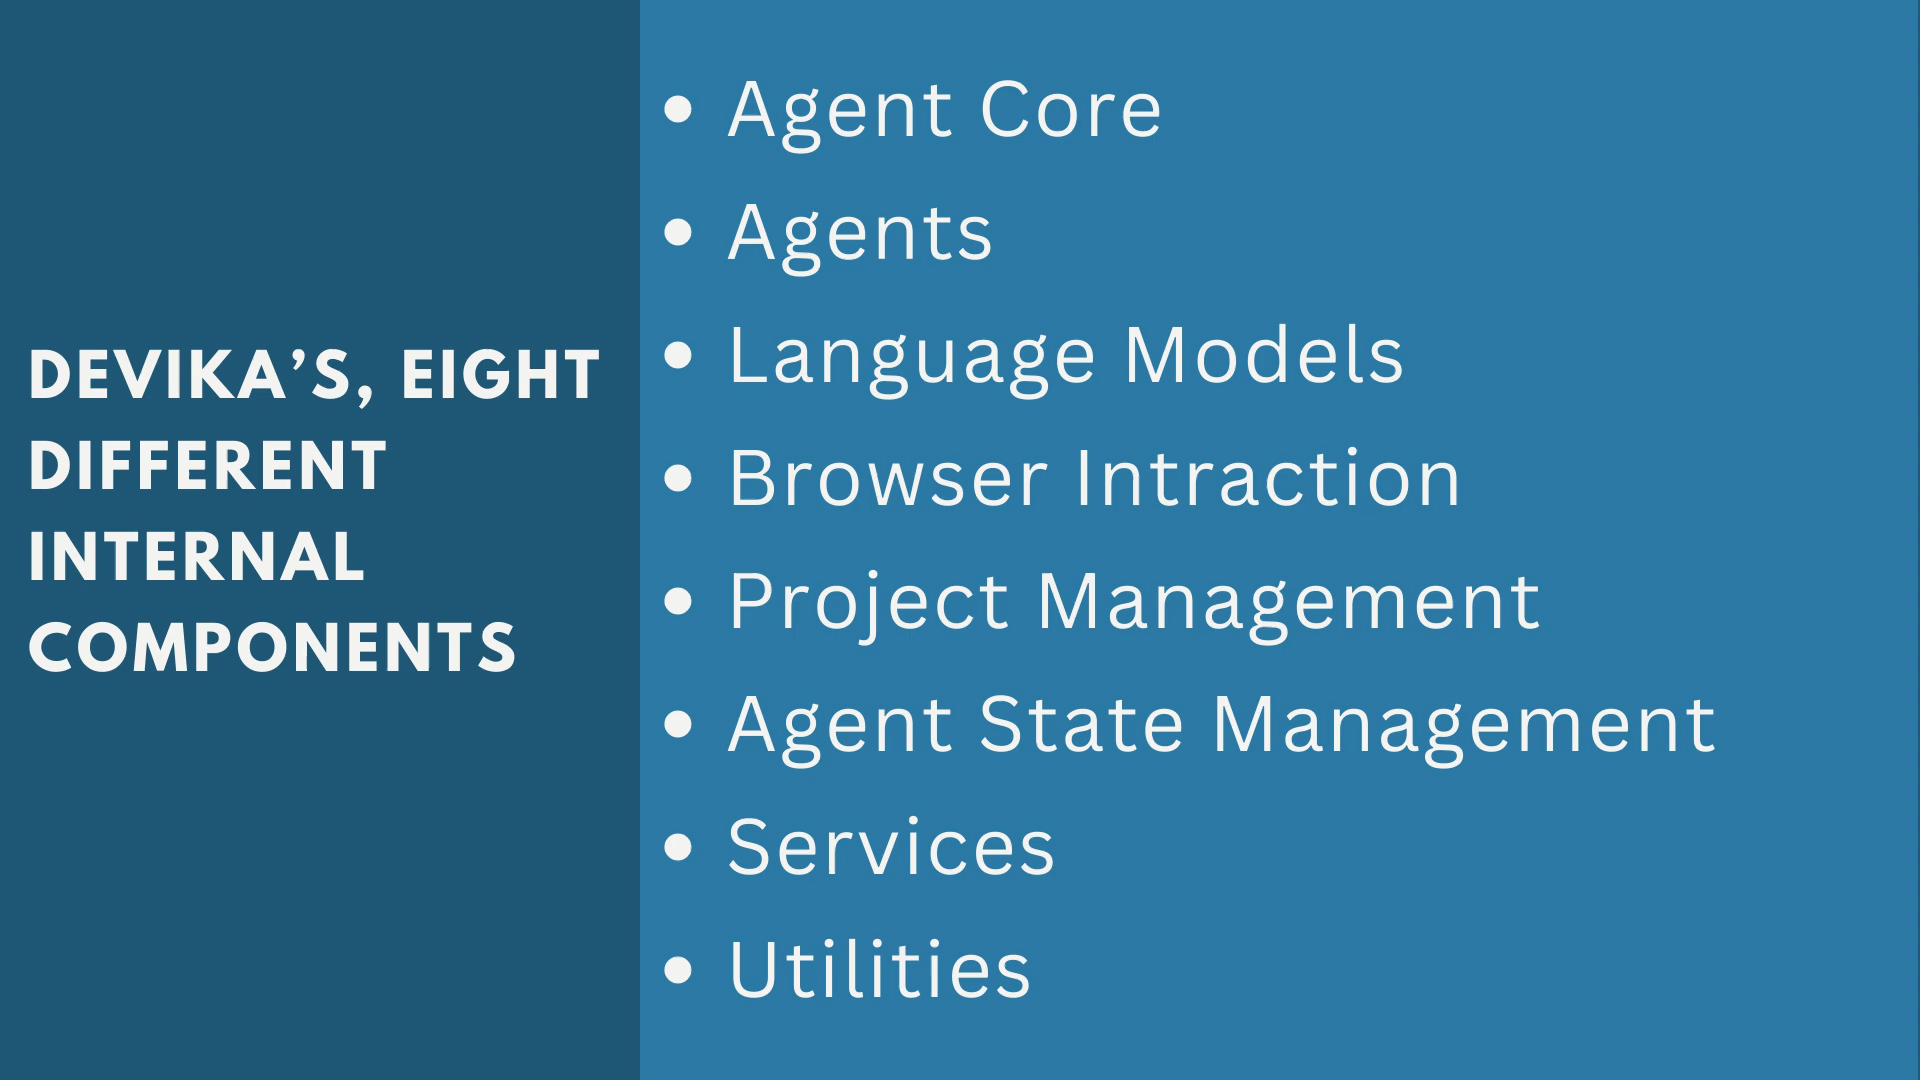 DEVIKA’S, EIGHT
DIFFERENT
INTERNAL
COMPONENTS
• Agent Core
• Agents
• Language Models
• Browser Intraction
• Project Management
• Agent State Management
• Services
• Utilities